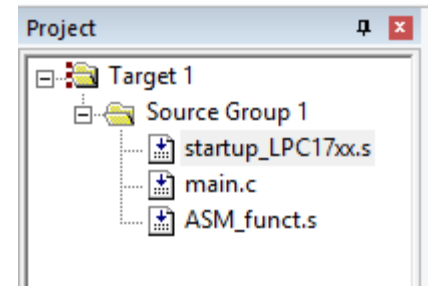 Project
Target 1
Source Group 1
startup_LPC17xx.s
main.c
ASM_funct.s